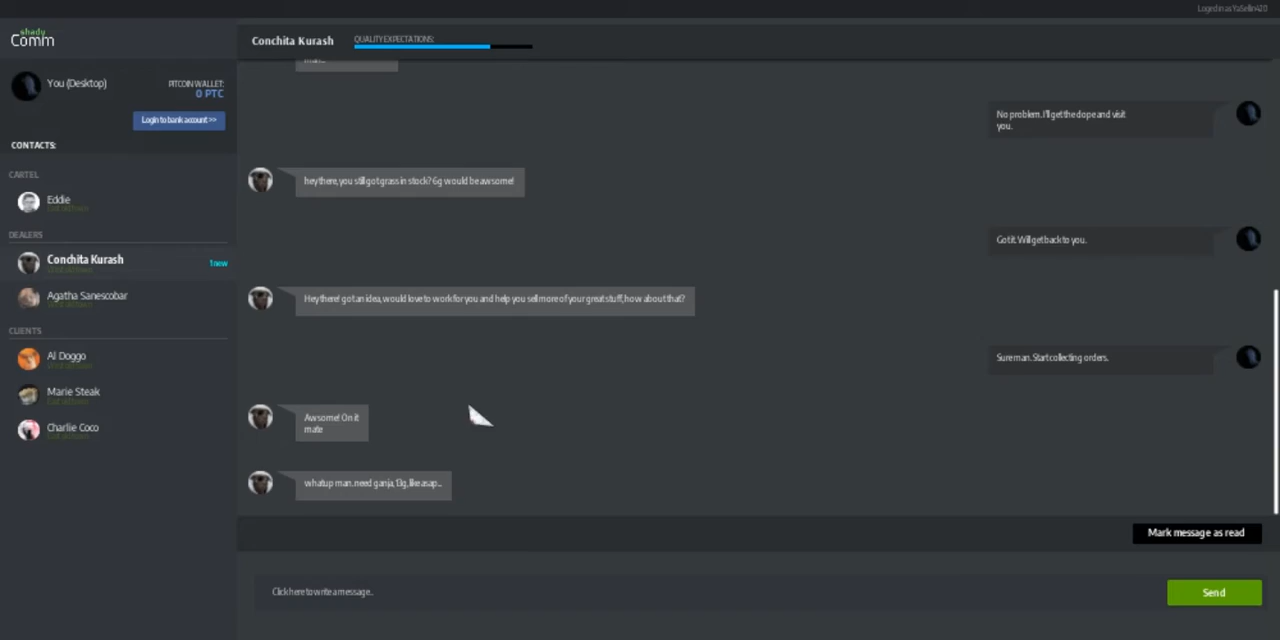 Logedin as YaSellin420
shady
Comm
Conchita Kurash
QUALITY EXPECTATIONS:
You (Desktop)
PITCOIN WALLET:
0 PTC
Login to bank account >>
CONTACTS:
No problem. I'll get the dope and visit
you.
CARTEL
hey there, you still got grass in stock? 6g would be awsome!
Eddie
DEALERS
Got it. Will get back to you.
Conchita Kurash
1 new
Agatha Sanescobar
Hey there! got an idea, would love to work for you and help you sell more of your great stuff, how about that?
CLIENTS
Al Doggo
Sure man. Start collecting orders.
Marie Steak
Charlie Coco
Awsome! On it
mate
whatup man. need ganja, 13g, like asap...
Mark message as read
Click here to write a message..
Send